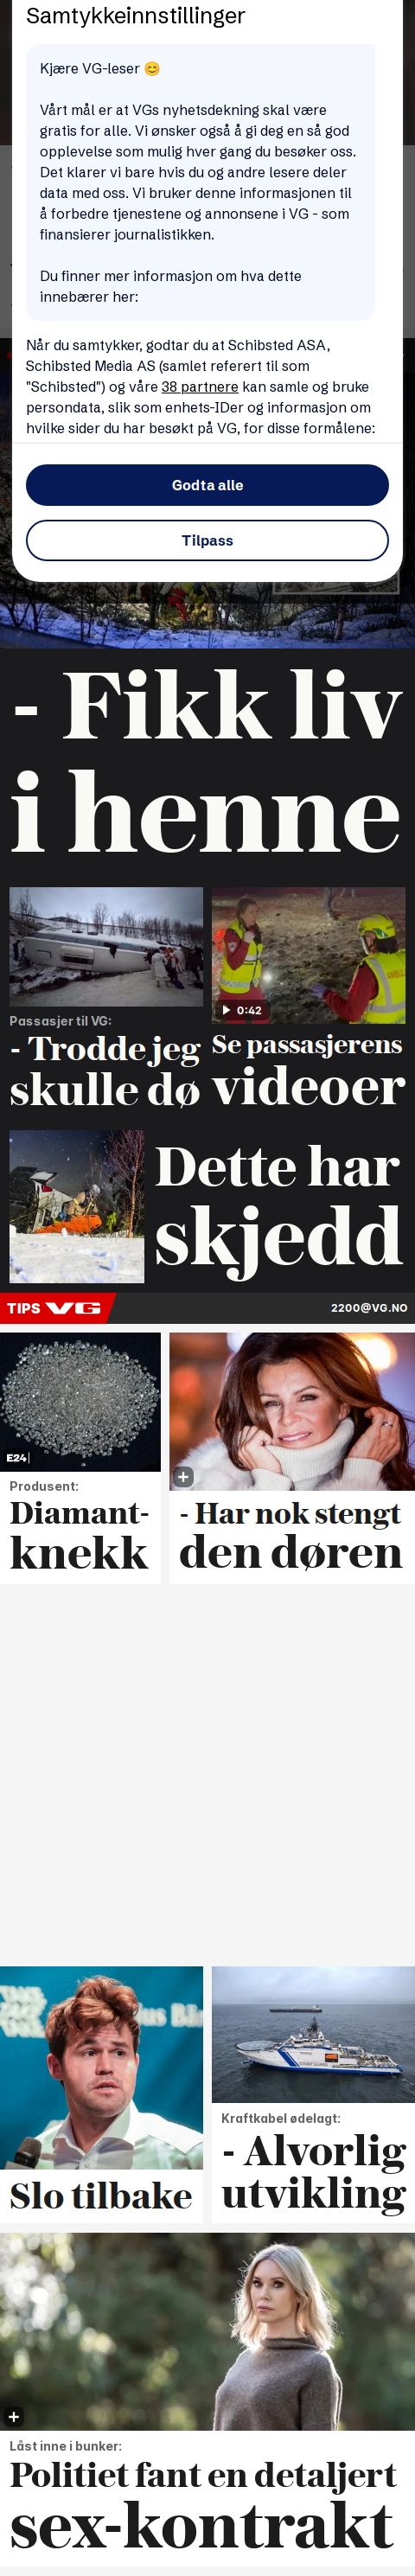 Samtykkeinnstillinger
Kjære VG-leser 😊
Vårt mål er at VGs nyhetsdekning skal være
gratis for alle. Vi ønsker også å gi deg en så god
opplevelse som mulig hver gang du besøker oss.
Det klarer vi bare hvis du og andre lesere deler
data med oss. Vi bruker denne informasjonen til
å forbedre tjenestene og annonsene i VG - som
finansierer journalistikken.
Du finner mer informasjon om hva dette
innebærer her:
Når du samtykker, godtar du at Schibsted ASA,
Schibsted Media AS (samlet referert til som
"Schibsted") og våre 38 partnere kan samle og bruke
persondata, slik som enhets-IDer og informasjon om
hvilke sider du har besøkt på VG, for disse formålene:
Godta alle
Tilpass
- Fikk liv
i henne
Passasjer til VG:
- Trodde jeg
skulle dø
0:42
Se passasjerens
videoer
Dette har
skjedd
TIPS VG
2200@VG.NO
E24
Produsent:
Diamant-
knekk
- Har nok stengt
den døren
Slo tilbake
Kraftkabel ødelagt:
- Alvorlig
utvikling
Låst inne i bunker:
Politiet fant en detaljert
sex-kontrakt